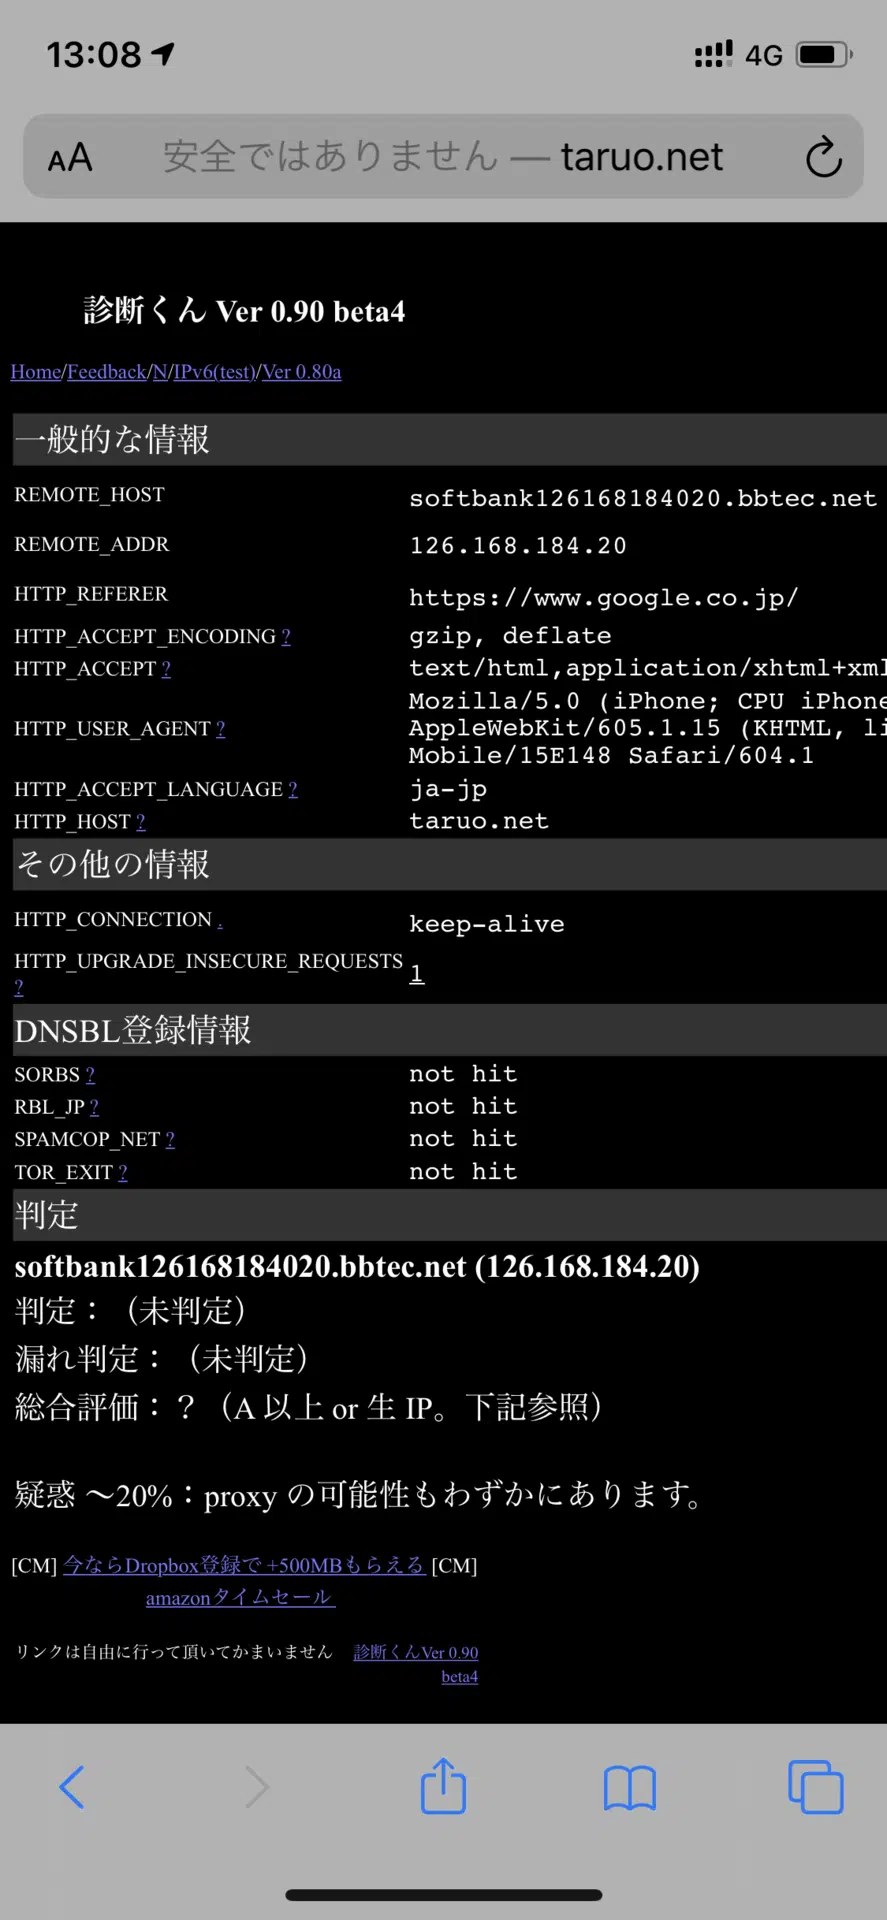 13:08
4G
AA 安全ではありません — taruo.net
診断くん Ver 0.90 beta4
Home/Feedback/N/IPv6(test)/Ver 0.80a
一般的な情報
REMOTE_HOST softbank126168184020.bbtec.net
REMOTE_ADDR 126.168.184.20
HTTP_REFERER https://www.google.co.jp/
HTTP_ACCEPT_ENCODING ? gzip, deflate
HTTP_ACCEPT ? text/html,application/xhtml+xml
Mozilla/5.0 (iPhone; CPU iPhone
HTTP_USER_AGENT ? AppleWebKit/605.1.15 (KHTML, li
Mobile/15E148 Safari/604.1
HTTP_ACCEPT_LANGUAGE ? ja-jp
HTTP_HOST ? taruo.net
その他の情報
HTTP_CONNECTION . keep-alive
HTTP_UPGRADE_INSECURE_REQUESTS 1
?
DNSBL登録情報
SORBS ? not hit
RBL_JP ? not hit
SPAMCOP_NET ? not hit
TOR_EXIT ? not hit
判定
softbank126168184020.bbtec.net (126.168.184.20)
判定：（未判定）
漏れ判定：（未判定）
総合評価：？（A 以上 or 生 IP。下記参照）
疑惑 〜20%：proxy の可能性もわずかにあります。
[CM] 今ならDropbox登録で +500MBもらえる [CM]
amazonタイムセール
リンクは自由に行って頂いてかまいません 診断くんVer 0.90
beta4